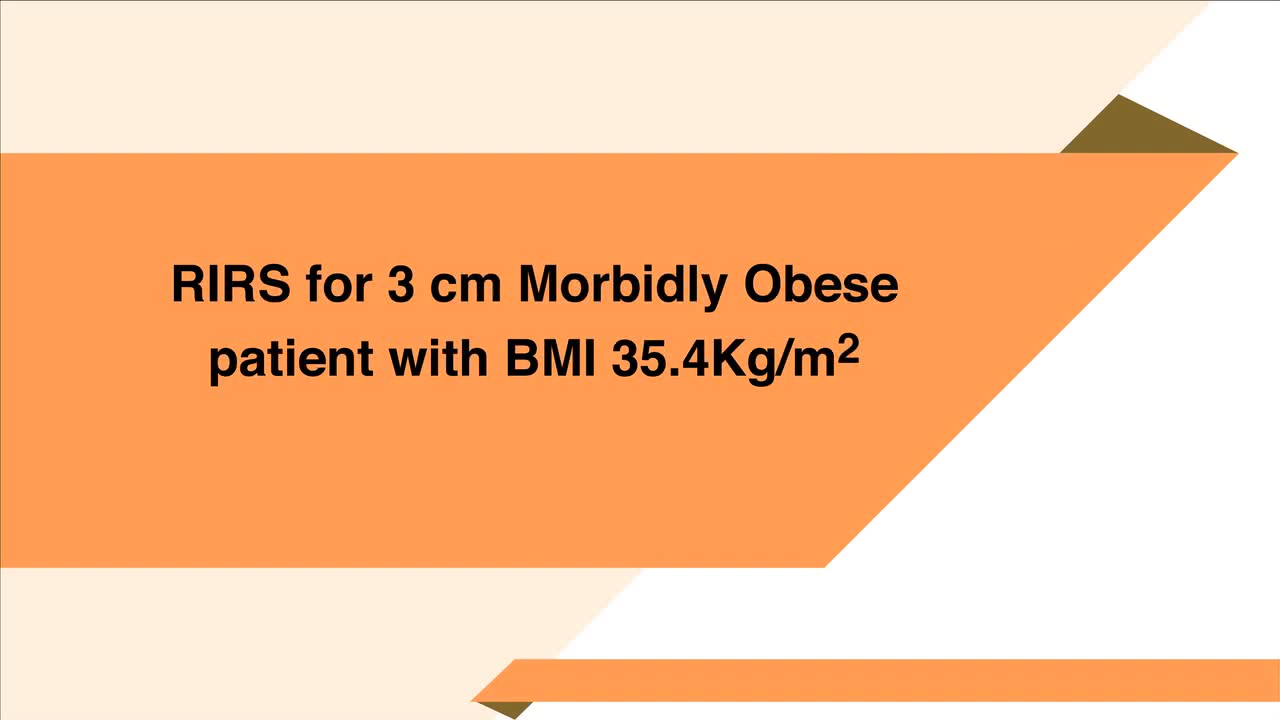 RIRS for 3 cm Morbidly Obese
patient with BMI 35.4Kg/m²